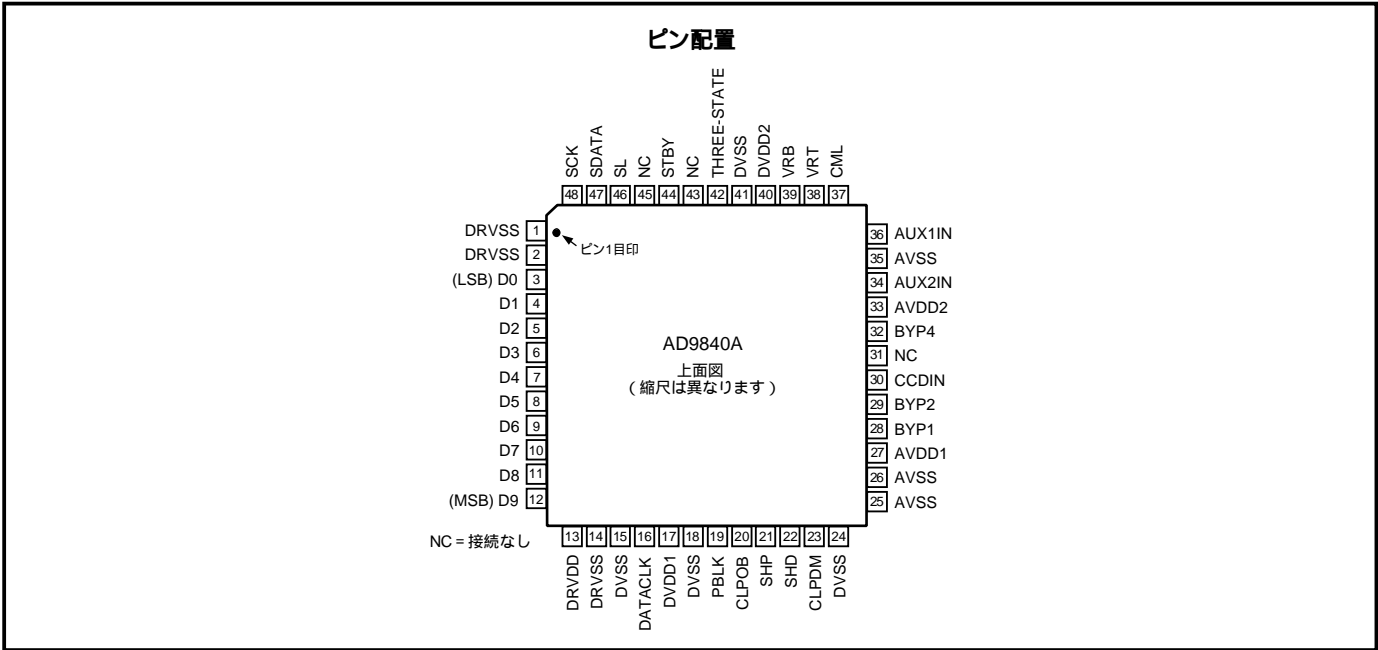 ピン配置
SCK
SDATA
SL
NC
STBY
NC
THREE-STATE
DVSS
DVDD2
VRB
VRT
CML
48 47 46 45 44 43 42 41 40 39 38 37
DRVSS 1
DRVSS 2
(LSB) D0 3
D1 4
D2 5
D3 6
D4 7
D5 8
D6 9
D7 10
D8 11
(MSB) D9 12
ピン1目印
AD9840A
上面図
(縮尺は異なります)
36 AUX1IN
35 AVSS
34 AUX2IN
33 AVDD2
32 BYP4
31 NC
30 CCDIN
29 BYP2
28 BYP1
27 AVDD1
26 AVSS
25 AVSS
NC = 接続なし
13 14 15 16 17 18 19 20 21 22 23 24
DRVDD
DRVSS
DVSS
DATACLK
DVDD1
DVSS
PBLK
CLPOB
SHP
SHD
CLPDM
DVSS